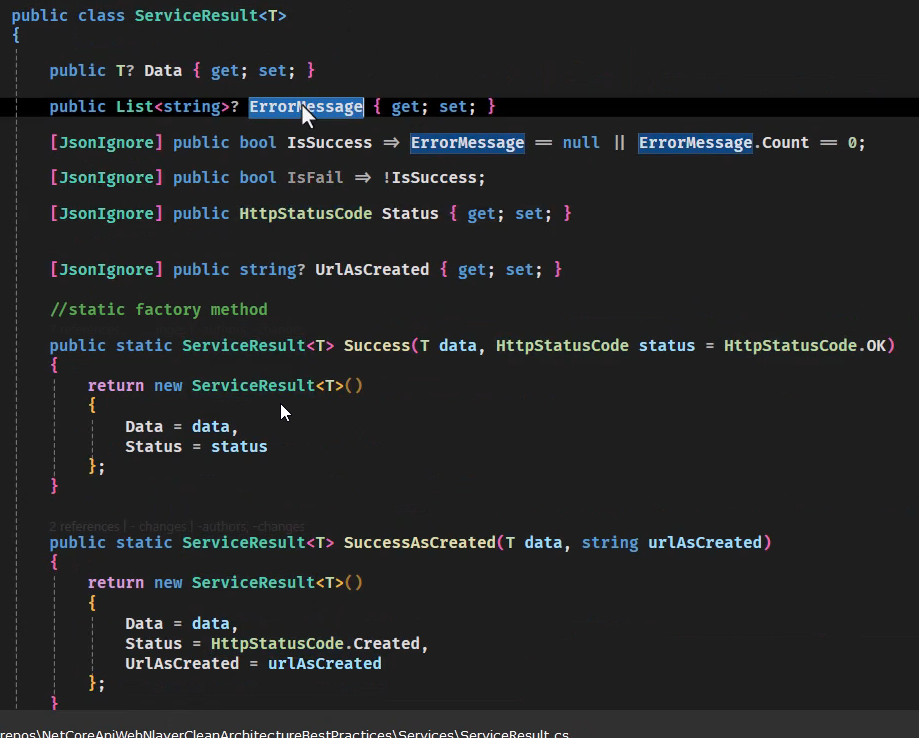 public class ServiceResult<T>
{
public T? Data { get; set; }
public List<string>? ErrorMessage { get; set; }
[JsonIgnore] public bool IsSuccess => ErrorMessage == null || ErrorMessage.Count == 0;
[JsonIgnore] public bool IsFail => !IsSuccess;
[JsonIgnore] public HttpStatusCode Status { get; set; }
[JsonIgnore] public string? UrlAsCreated { get; set; }
//static factory method
public static ServiceResult<T> Success(T data, HttpStatusCode status = HttpStatusCode.OK)
{
return new ServiceResult<T>()
{
Data = data,
Status = status
};
}
2 references | - changes | -authors, -changes
public static ServiceResult<T> SuccessAsCreated(T data, string urlAsCreated)
{
return new ServiceResult<T>()
{
Data = data,
Status = HttpStatusCode.Created,
UrlAsCreated = urlAsCreated
};
}
repos\NetCoreApiWebNlayerCleanArchitectureBestPractices\Services\ServiceResult.cs